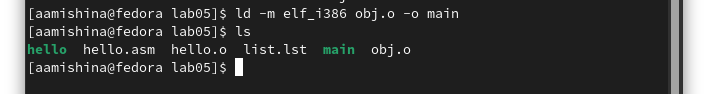 [aamishina@fedora lab05]$ ld -m elf_i386 obj.o -o main
[aamishina@fedora lab05]$ ls
hello  hello.asm  hello.o  list.lst  main  obj.o
[aamishina@fedora lab05]$